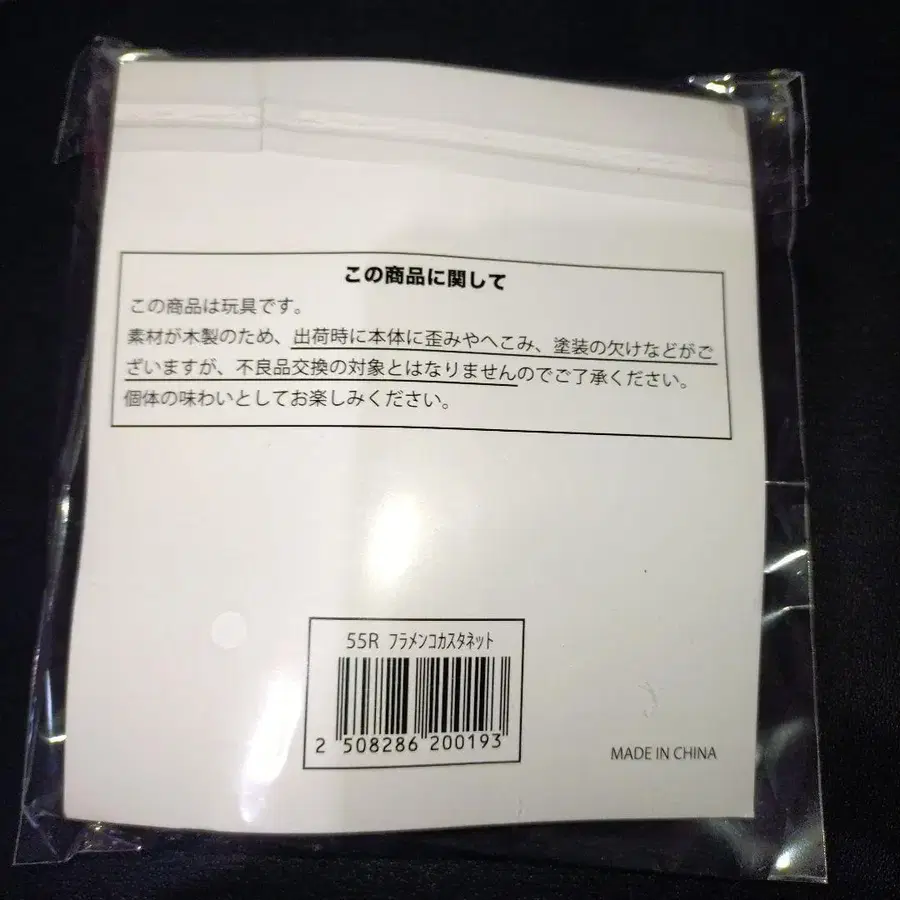 この商品に関して
この商品は玩具です。
素材が木製のため、出荷時に本体に歪みやへこみ、塗装の欠けなどがご
ざいますが、不良品交換の対象とはなりませんのでご了承ください。
個体の味わいとしてお楽しみください。
55R ﾌﾗﾒﾝｺｶｽﾀﾈｯﾄ
2 508286 200193
MADE IN CHINA